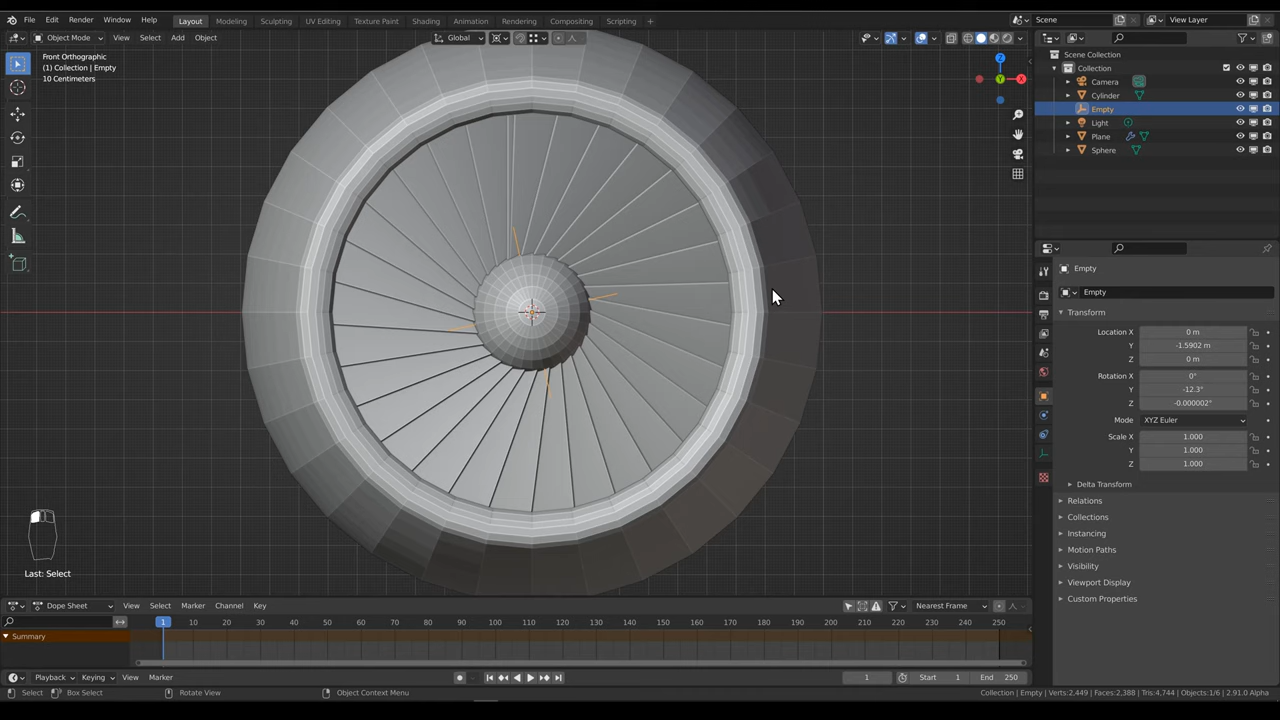 File Edit Render Window Help Layout Modeling Sculpting UV Editing Texture Paint Shading Animation Rendering Compositing Scripting + Scene View Layer
Object Mode View Select Add Object Global
Front Orthographic
(1) Collection | Empty
10 Centimeters
Z
X
Y
Scene Collection
Collection
Camera
Cylinder
Empty
Light
Plane
Sphere
Empty
Empty
Transform
Location X 0 m
Y -1.5902 m
Z 0 m
Rotation X 0°
Y -12.3°
Z -0.000002°
Mode XYZ Euler
Scale X 1.000
Y 1.000
Z 1.000
Delta Transform
Relations
Collections
Instancing
Motion Paths
Visibility
Viewport Display
Custom Properties
Last: Select
Dope Sheet View Select Marker Channel Key Nearest Frame
1 10 20 30 40 50 60 70 80 90 100 110 120 130 140 150 160 170 180 190 200 210 220 230 240 250
Summary
Playback Keying View Marker 1 Start 1 End 250
Select Box Select Rotate View Object Context Menu Collection | Empty | Verts:2,449 | Faces:2,388 | Tris:4,744 | Objects:1/6 | 2.91.0 Alpha